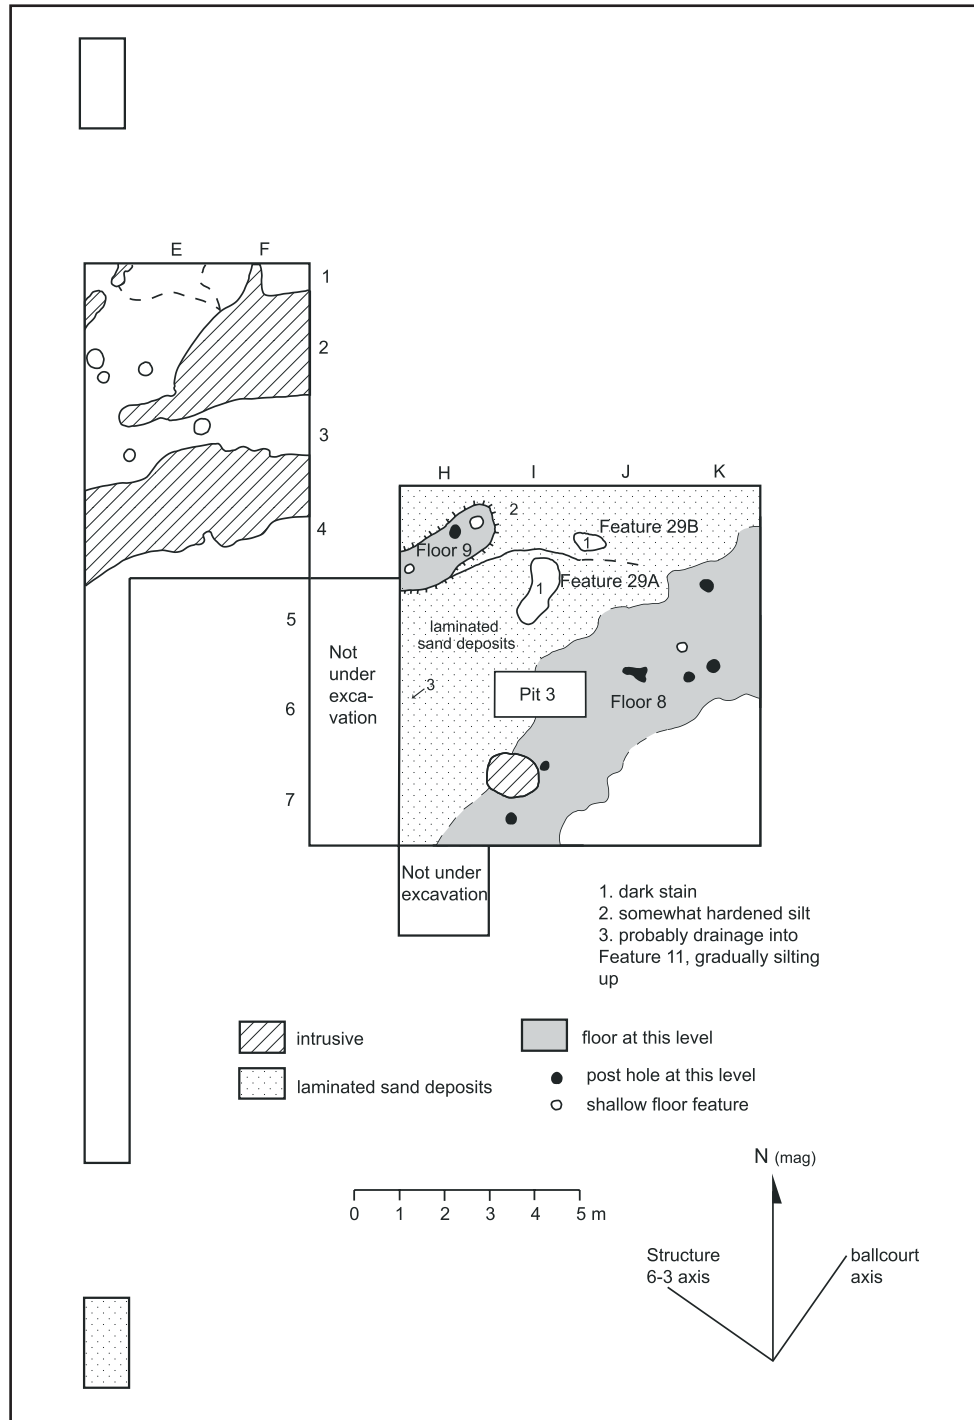 E F
1
2
3
4
H I J K
2
Feature 29B
1
Floor 9
Feature 29A
1
5
laminated
sand deposits
Not
under
exca-
vation
3
Pit 3
6
Floor 8
7
Not under
excavation
1. dark stain
2. somewhat hardened silt
3. probably drainage into
Feature 11, gradually silting
up
intrusive
floor at this level
laminated sand deposits
post hole at this level
shallow floor feature
N (mag)
0 1 2 3 4 5 m
Structure
6-3 axis
ballcourt
axis